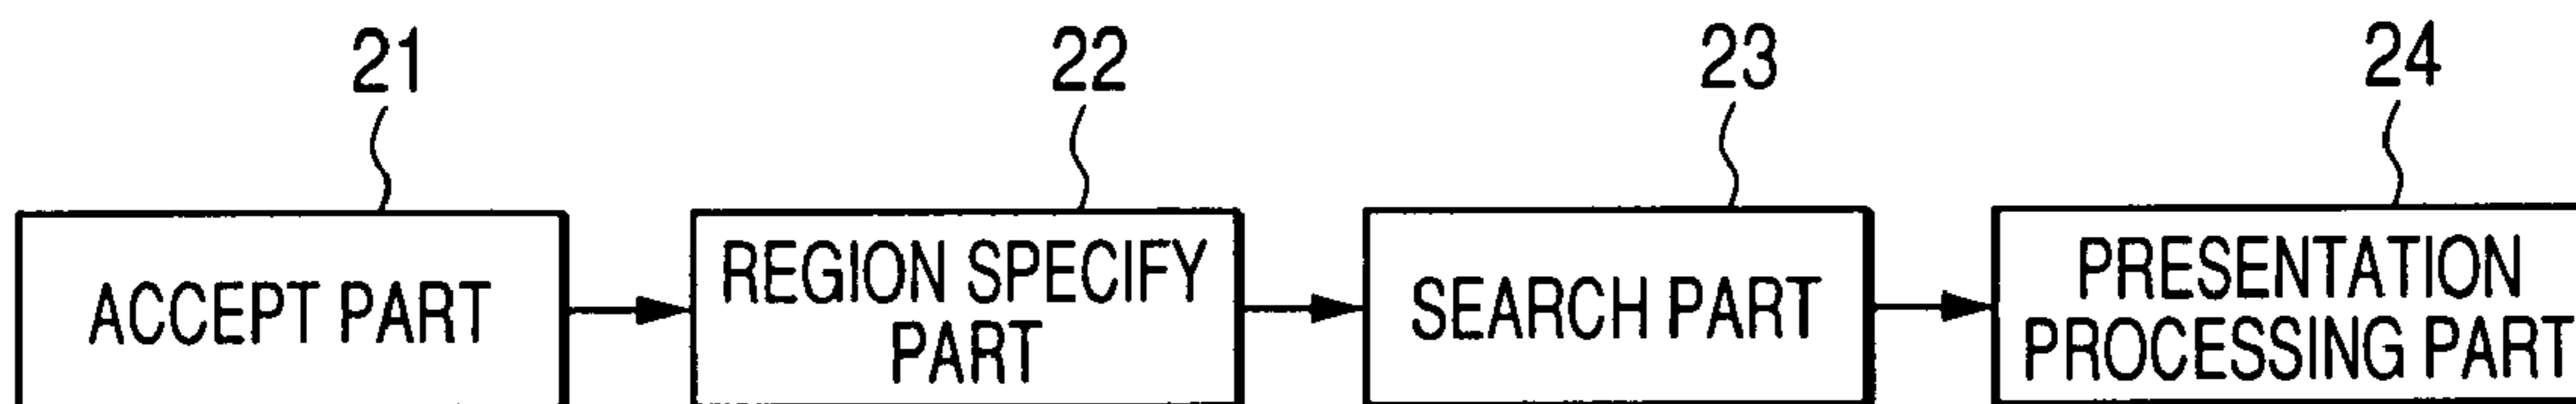 21 22 23 24
ACCEPT PART
REGION SPECIFY
PART
SEARCH PART
PRESENTATION
PROCESSING PART